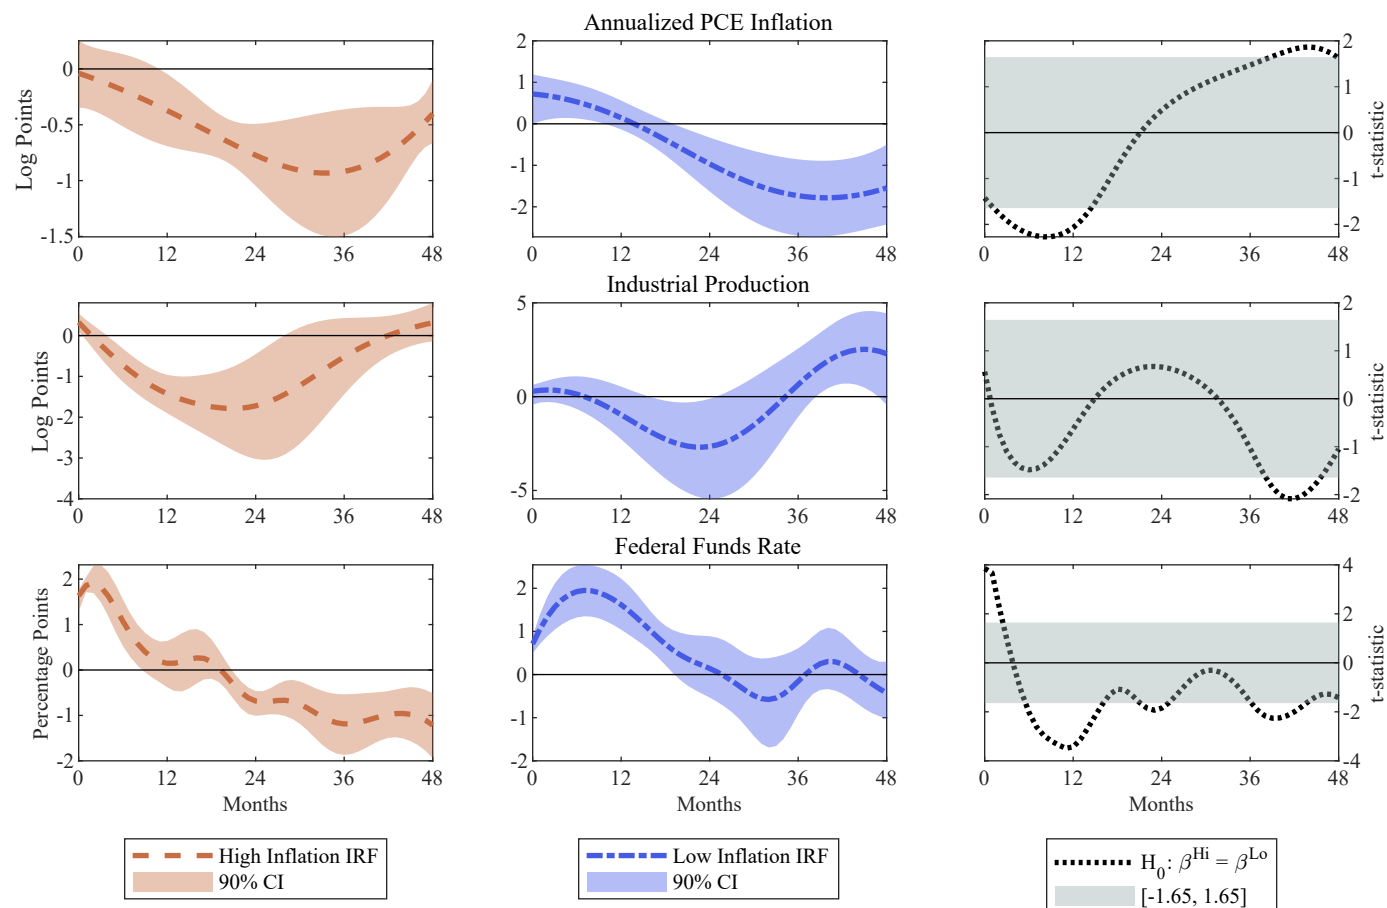 Annualized PCE Inflation
Log Points
0
-0.5
-1
-1.5
0 12 24 36 48
2
1
0
-1
-2
0 12 24 36 48
2
1
0
-1
-2
t-statistic
0 12 24 36 48
Industrial Production
Log Points
0
-1
-2
-3
-4
0 12 24 36 48
5
0
-5
0 12 24 36 48
2
1
0
-1
-2
t-statistic
0 12 24 36 48
Federal Funds Rate
Percentage Points
2
1
0
-1
-2
0 12 24 36 48
Months
2
1
0
-1
-2
0 12 24 36 48
Months
4
2
0
-2
-4
t-statistic
0 12 24 36 48
Months
High Inflation IRF
90% CI
Low Inflation IRF
90% CI
H0: βHi = βLo
[-1.65, 1.65]